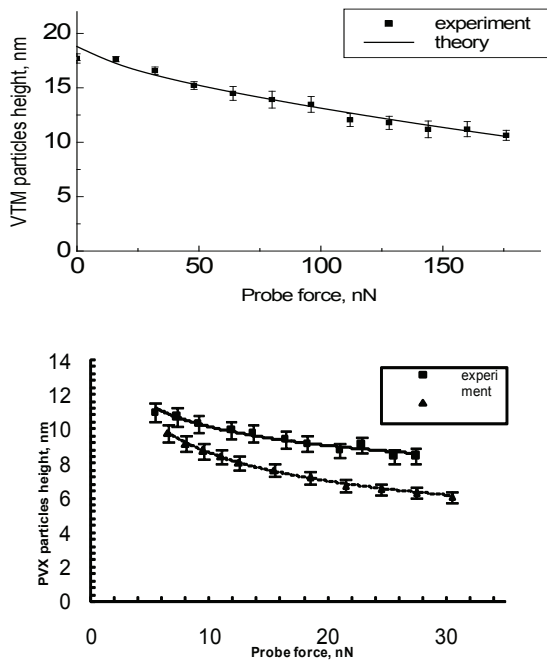 20
15
10
5
0
VTM particles height, nm
experiment
theory
0
50
100
150
Probe force, nN
14
12
10
8
6
4
2
0
PVX particles height, nm
experi
ment
0
10
20
30
Probe force, nN